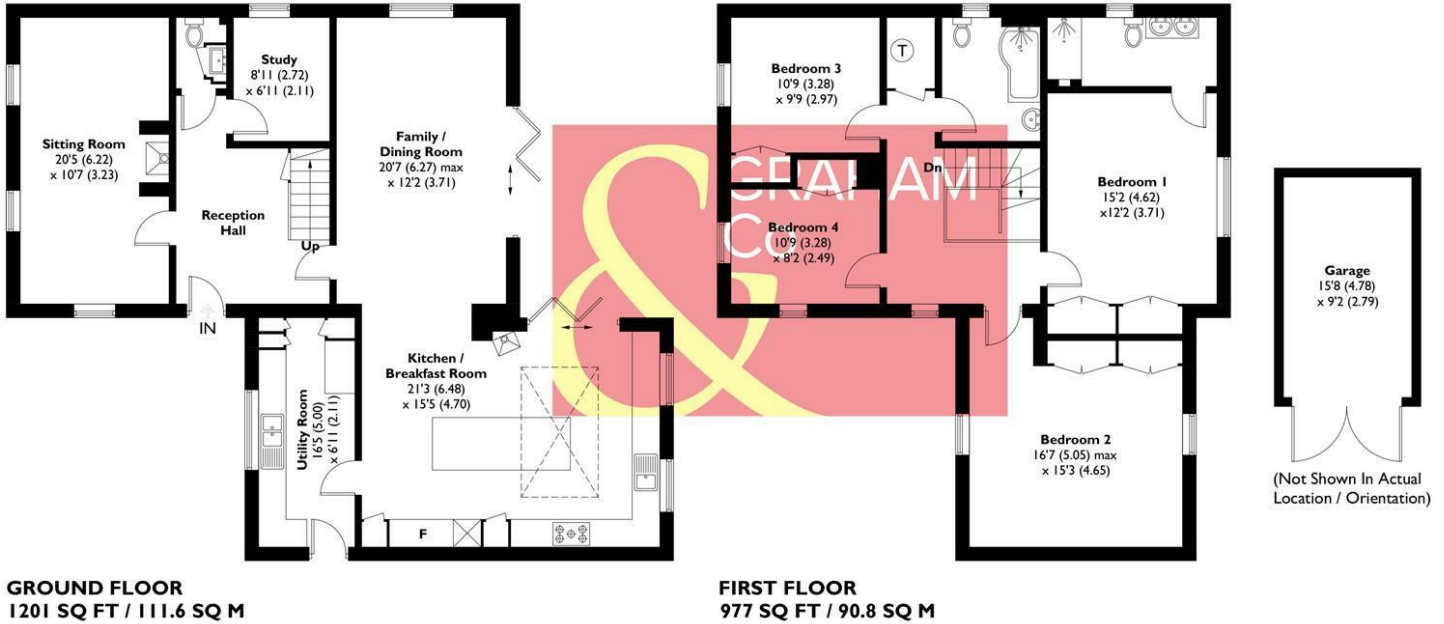 Study
8'11 (2.72)
x 6'11 (2.11)
Sitting Room
20'5 (6.22)
x 10'7 (3.23)
Family /
Dining Room
20'7 (6.27) max
x 12'2 (3.71)
Reception
Hall
Up
IN
Kitchen /
Breakfast Room
21'3 (6.48)
x 15'5 (4.70)
Utility Room
16'5 (5.00)
x 6'11 (2.11)
F
GROUND FLOOR
1201 SQ FT / 111.6 SQ M
Bedroom 3
10'9 (3.28)
x 9'9 (2.97)
T
Dn
Bedroom 1
15'2 (4.62)
x12'2 (3.71)
Bedroom 4
10'9 (3.28)
x 8'2 (2.49)
Bedroom 2
16'7 (5.05) max
x 15'3 (4.65)
FIRST FLOOR
977 SQ FT / 90.8 SQ M
Garage
15'8 (4.78)
x 9'2 (2.79)
(Not Shown In Actual
Location / Orientation)
&
GRAHAM
Co